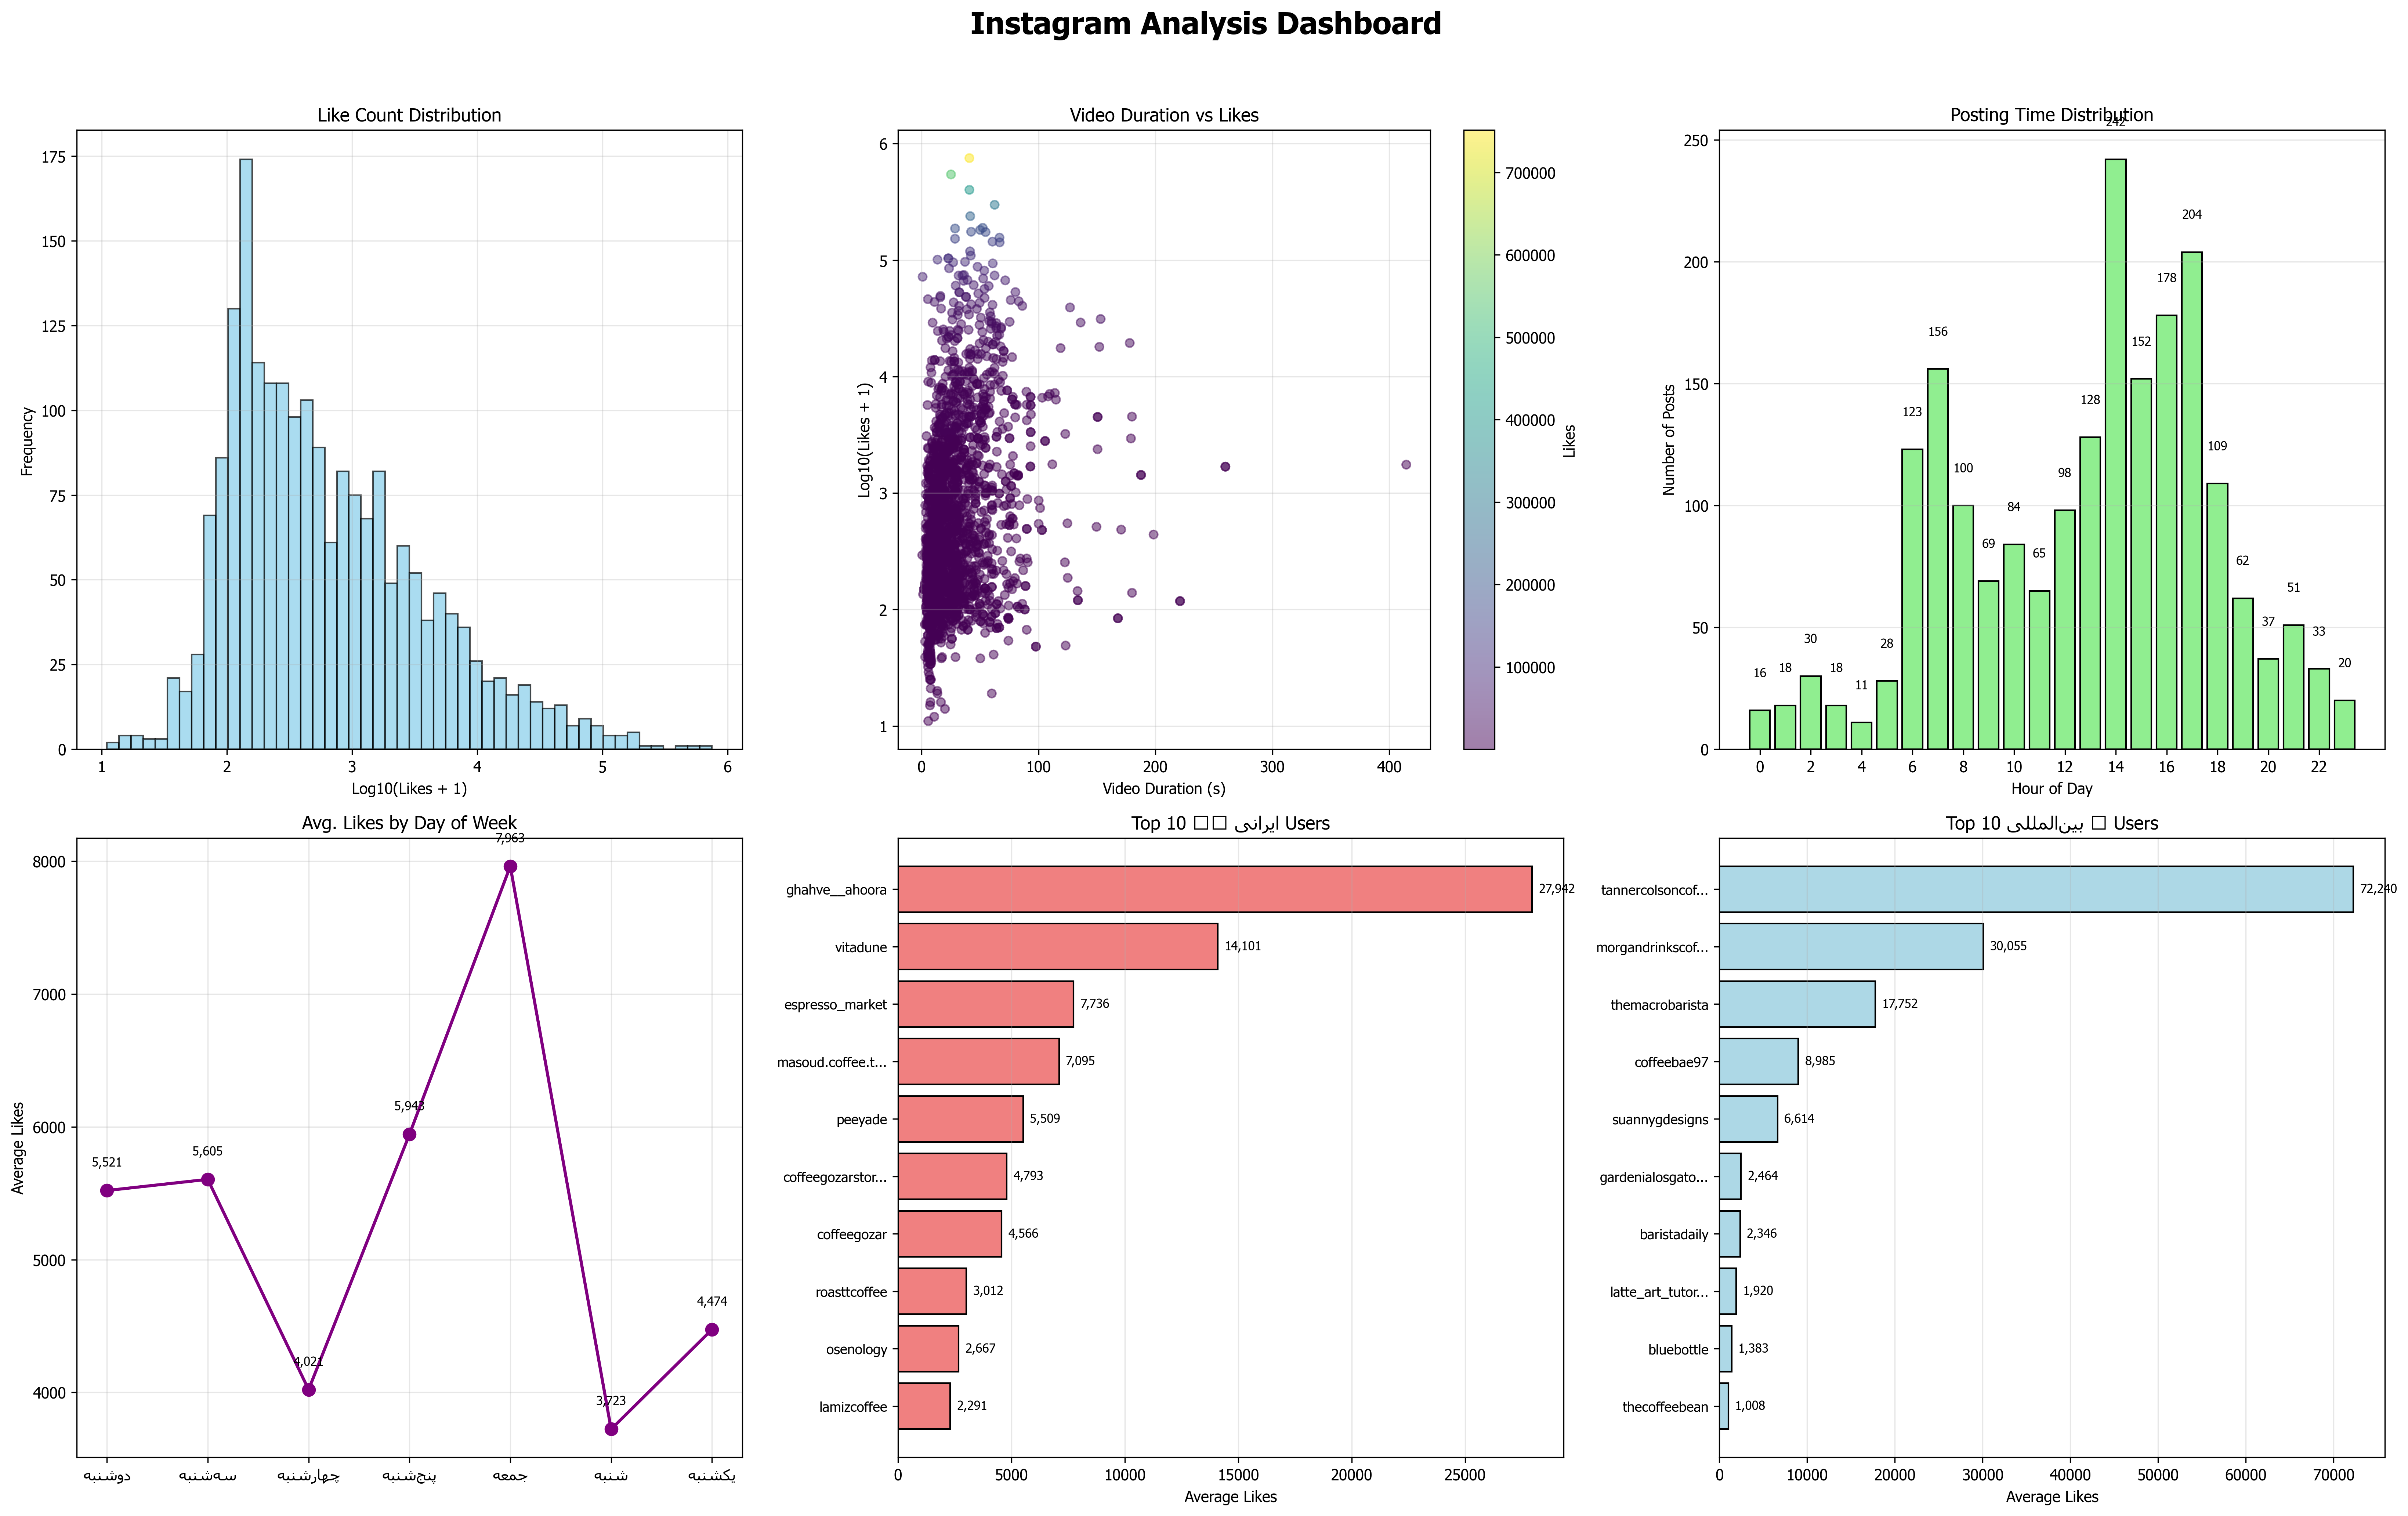 Instagram Analysis Dashboard
Like Count Distribution
175
150
125
100
75
50
25
0
Frequency
1 2 3 4 5 6
Log10(Likes + 1)
Video Duration vs Likes
6
5
4
3
2
1
Log10(Likes + 1)
0 100 200 300 400
Video Duration (s)
700000
600000
500000
400000
300000
200000
100000
Likes
Posting Time Distribution
250
200
150
100
50
0
Number of Posts
16 18 30 18 11 28 123 156 100 69 84 65 98 128 242 152 178 204 109 62 37 51 33 20
0 2 4 6 8 10 12 14 16 18 20 22
Hour of Day
Avg. Likes by Day of Week
8000
7000
6000
5000
4000
Average Likes
5,521 5,605 4,021 5,943 7,963 3,723 4,474
دوشنبه سه‌شنبه چهارشنبه پنج‌شنبه جمعه شنبه یکشنبه
Top 10 ایرانی Users
ghahve__ahoora 27,942
vitadune 14,101
espresso_market 7,736
masoud.coffee.t... 7,095
peeyade 5,509
coffeegozarstor... 4,793
coffeegozar 4,566
roasttcoffee 3,012
osenology 2,667
lamizcoffee 2,291
0 5000 10000 15000 20000 25000
Average Likes
Top 10 بین‌المللی Users
tannercolsoncof... 72,240
morgandrinkscof... 30,055
themacrobarista 17,752
coffeebae97 8,985
suannygdesigns 6,614
gardenialosgato... 2,464
baristadaily 2,346
latte_art_tutor... 1,920
bluebottle 1,383
thecoffeebean 1,008
0 10000 20000 30000 40000 50000 60000 70000
Average Likes